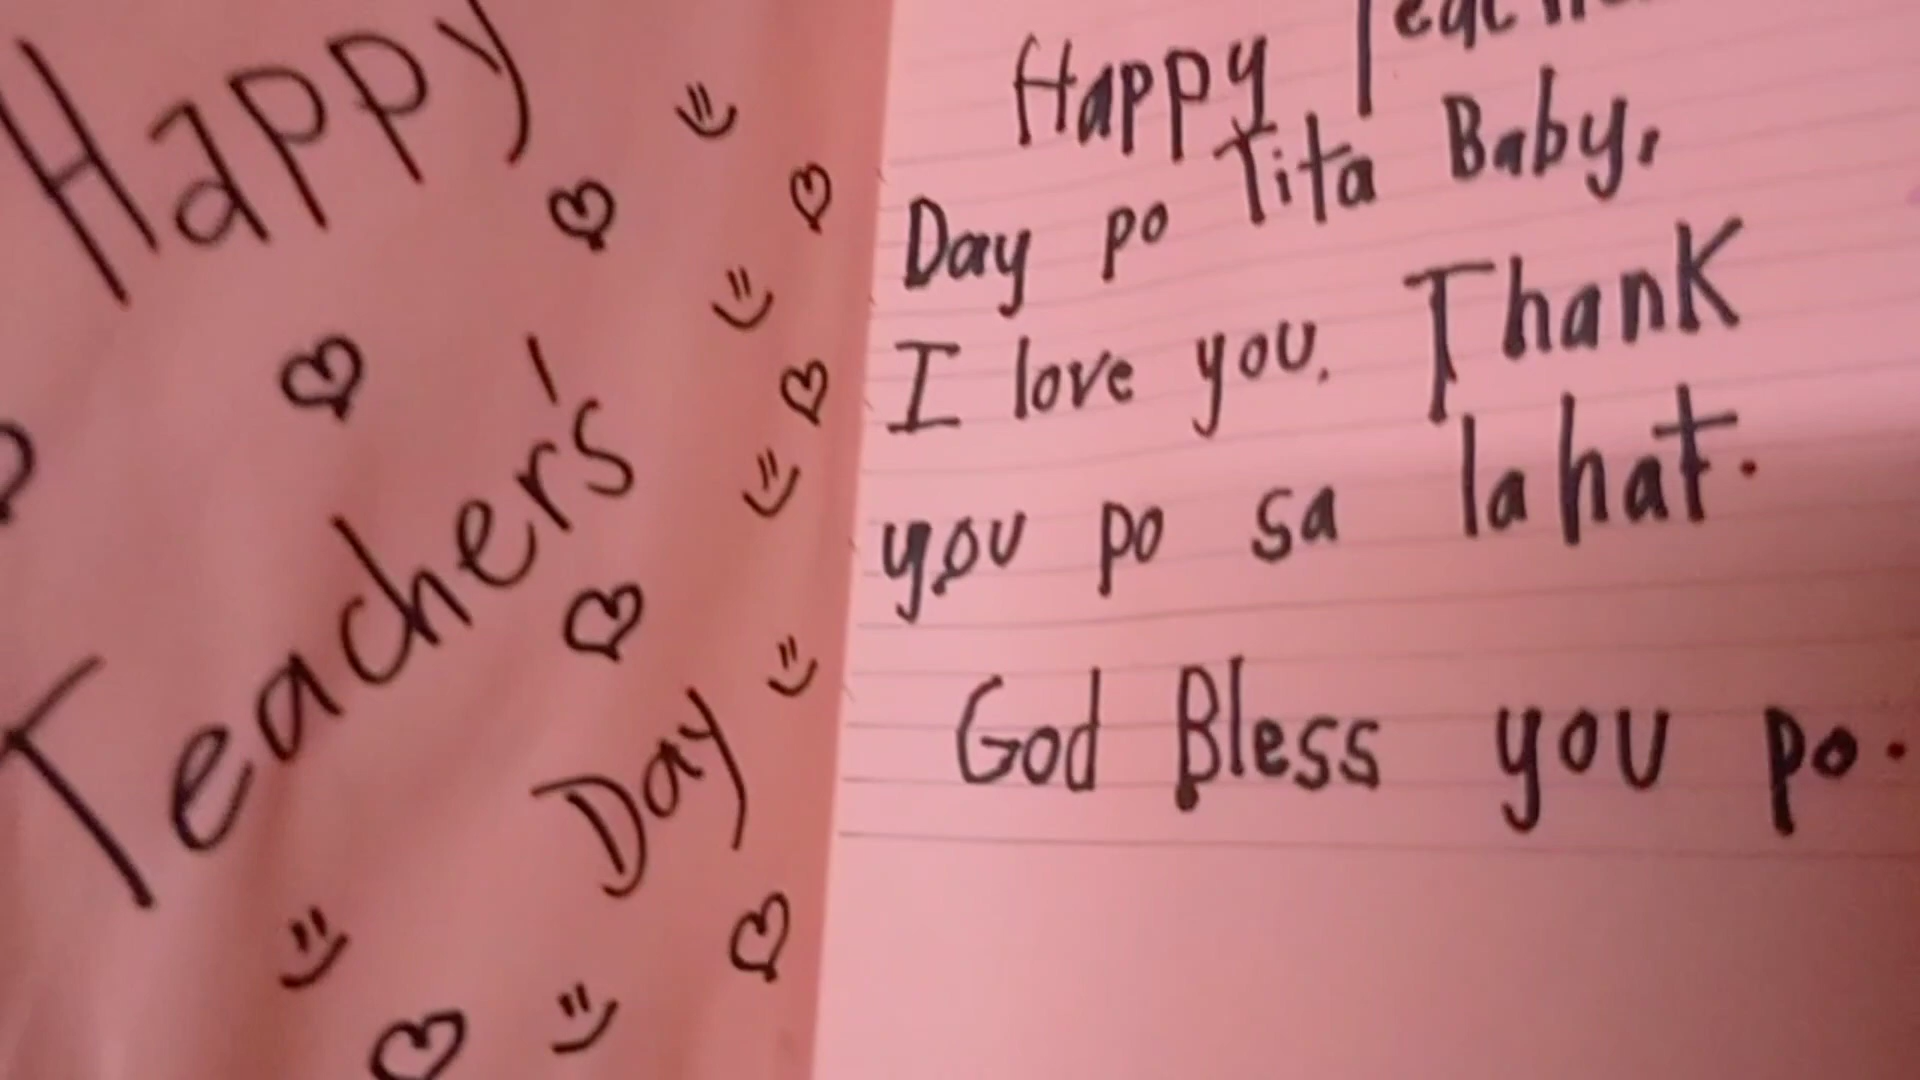 Happy
Teacher's
Day
Happy
Day po Tita Baby,
I love you. Thank
you po sa lahat.
God Bless you po.